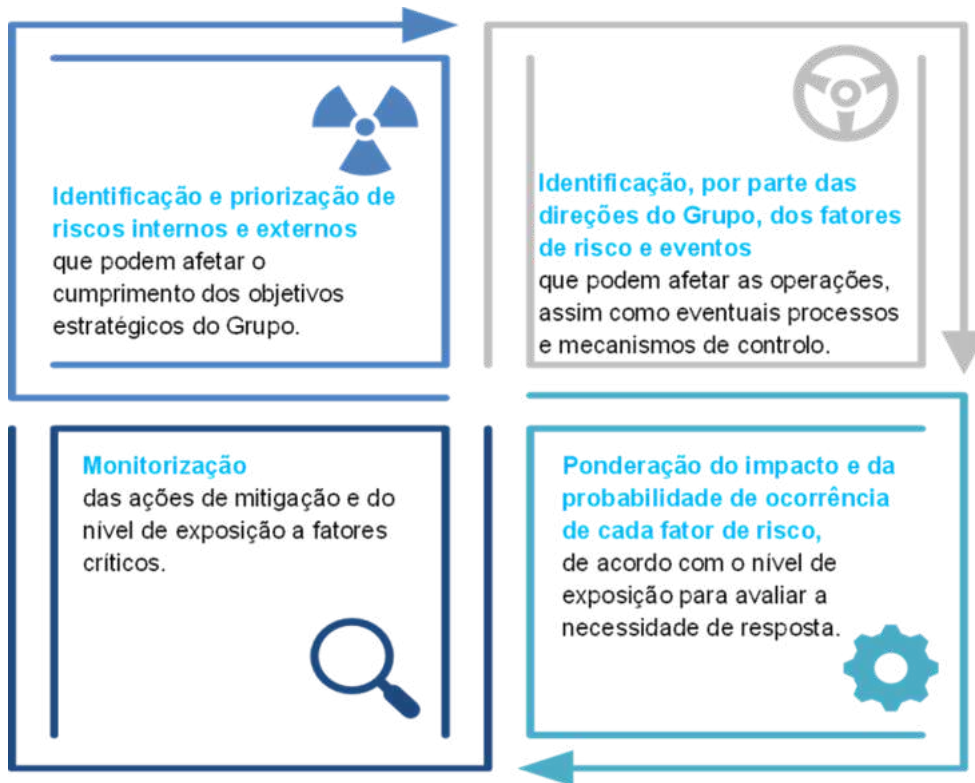 Identificação e priorização de
riscos internos e externos
que podem afetar o
cumprimento dos objetivos
estratégicos do Grupo.
Identificação, por parte das
direções do Grupo, dos fatores
de risco e eventos
que podem afetar as operações,
assim como eventuais processos
e mecanismos de controlo.
Ponderação do impacto e da
probabilidade de ocorrência
de cada fator de risco,
de acordo com o nível de
exposição para avaliar a
necessidade de resposta.
Monitorização
das ações de mitigação e do
nível de exposição a fatores
críticos.